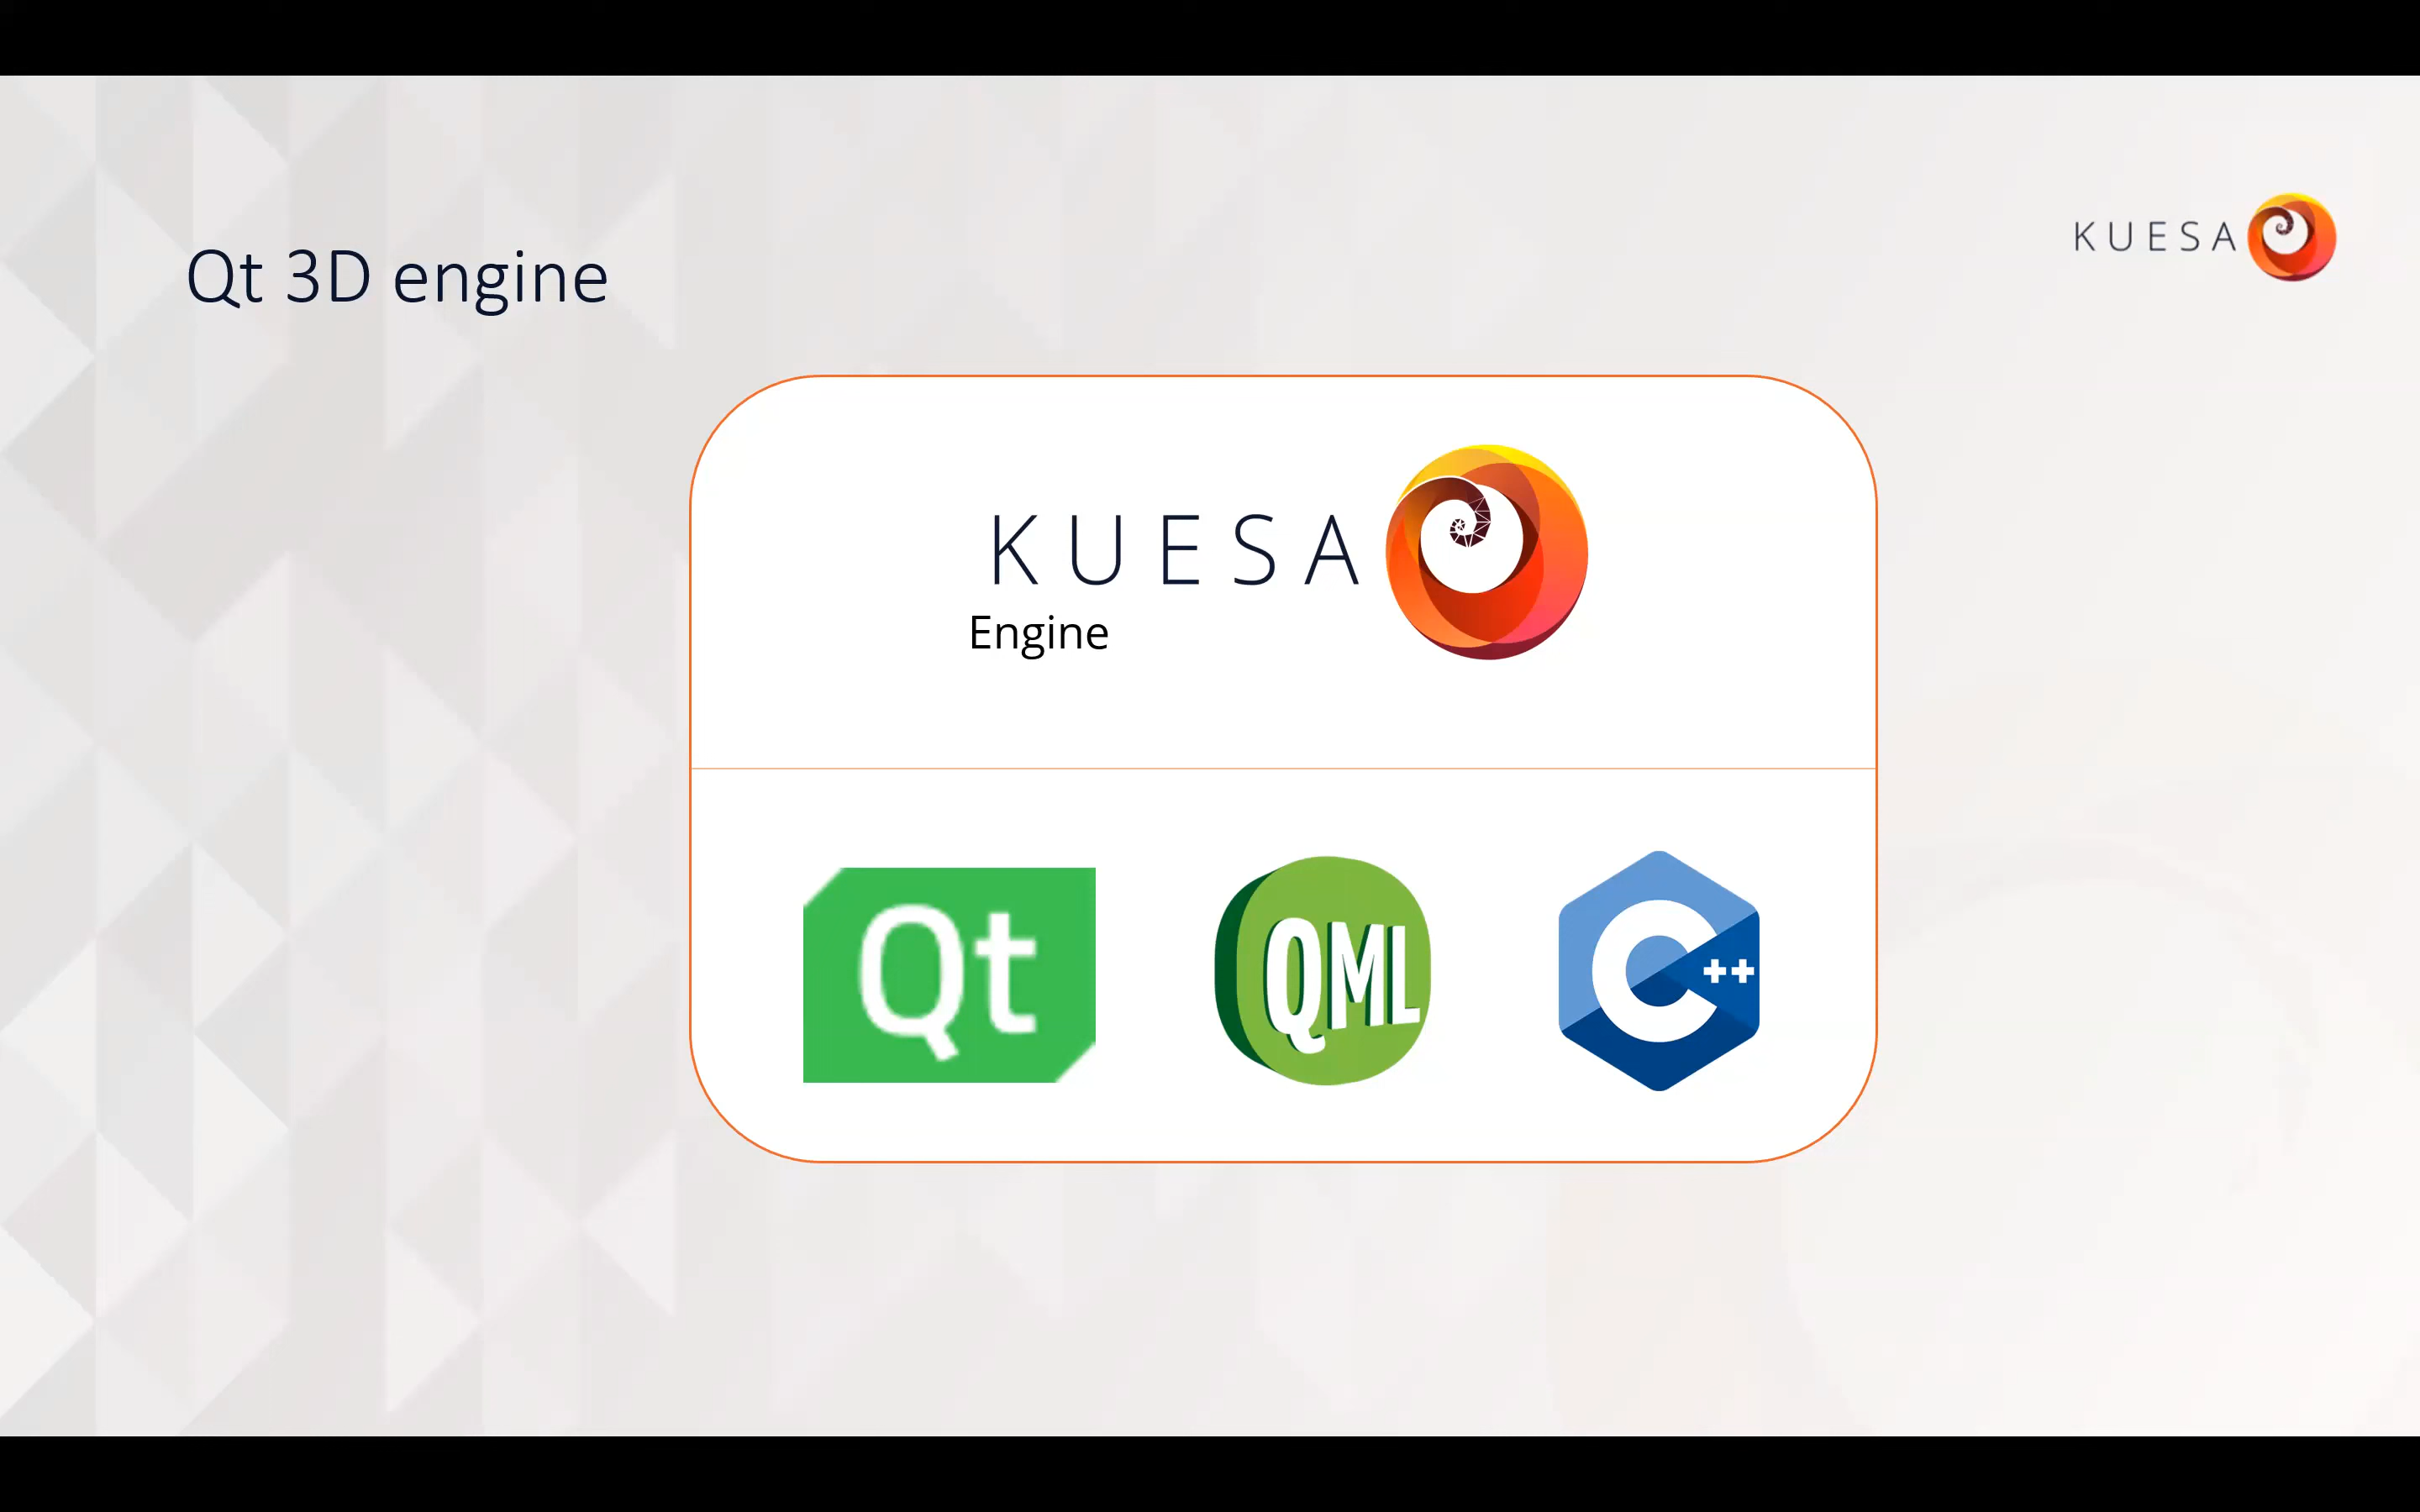 KUESA
Qt 3D engine
KUESA
Engine
Qt
QML
C++